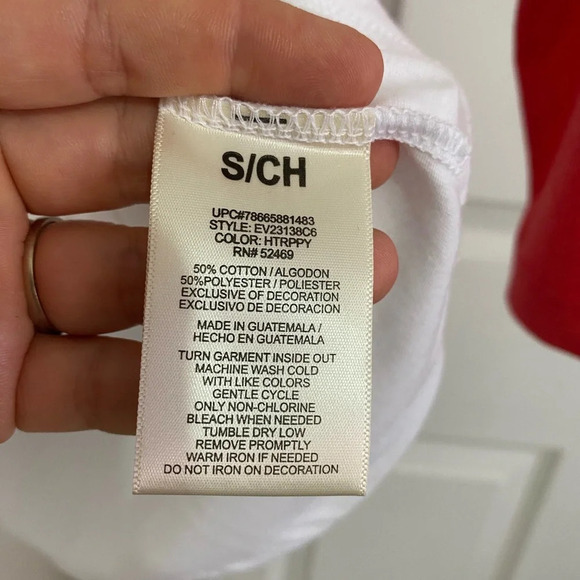 S/CH
UPC#78665881483
STYLE: EV23138C6
COLOR: HTRPPY
RN# 52469
50% COTTON / ALGODON
50%POLYESTER / POLIESTER
EXCLUSIVE OF DECORATION
EXCLUSIVO DE DECORACION
MADE IN GUATEMALA /
HECHO EN GUATEMALA
TURN GARMENT INSIDE OUT
MACHINE WASH COLD
WITH LIKE COLORS
GENTLE CYCLE
ONLY NON-CHLORINE
BLEACH WHEN NEEDED
TUMBLE DRY LOW
REMOVE PROMPTLY
WARM IRON IF NEEDED
DO NOT IRON ON DECORATION